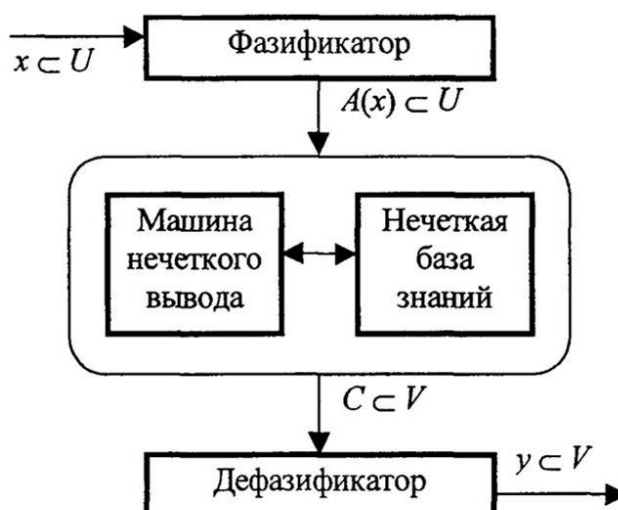 x ⊂ U
Фазификатор
A(x) ⊂ U
Машина
нечеткого
вывода
Нечеткая
база
знаний
C ⊂ V
Дефазификатор
y ⊂ V